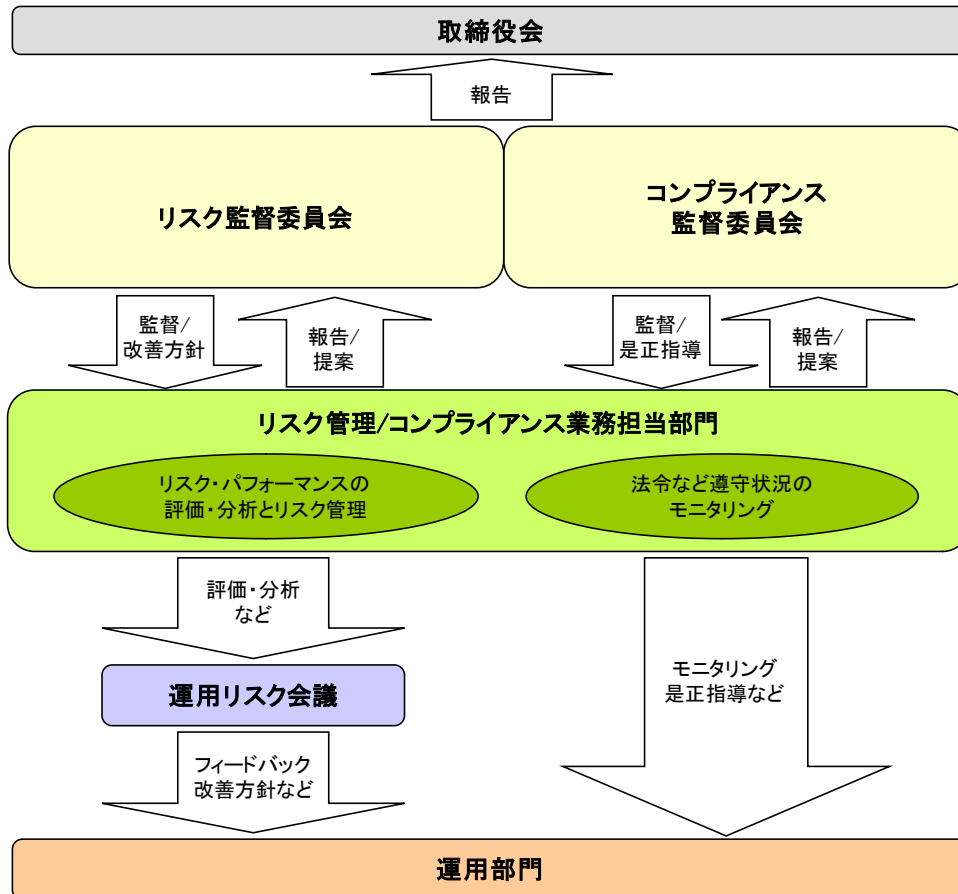 取締役会
報告
リスク監督委員会
コンプライアンス
監督委員会
監督/
改善方針
報告/
提案
監督/
是正指導
報告/
提案
リスク管理/コンプライアンス業務担当部門
リスク・パフォーマンスの
評価・分析とリスク管理
法令など遵守状況の
モニタリング
評価・分析
など
運用リスク会議
モニタリング
是正指導など
フィードバック
改善方針など
運用部門